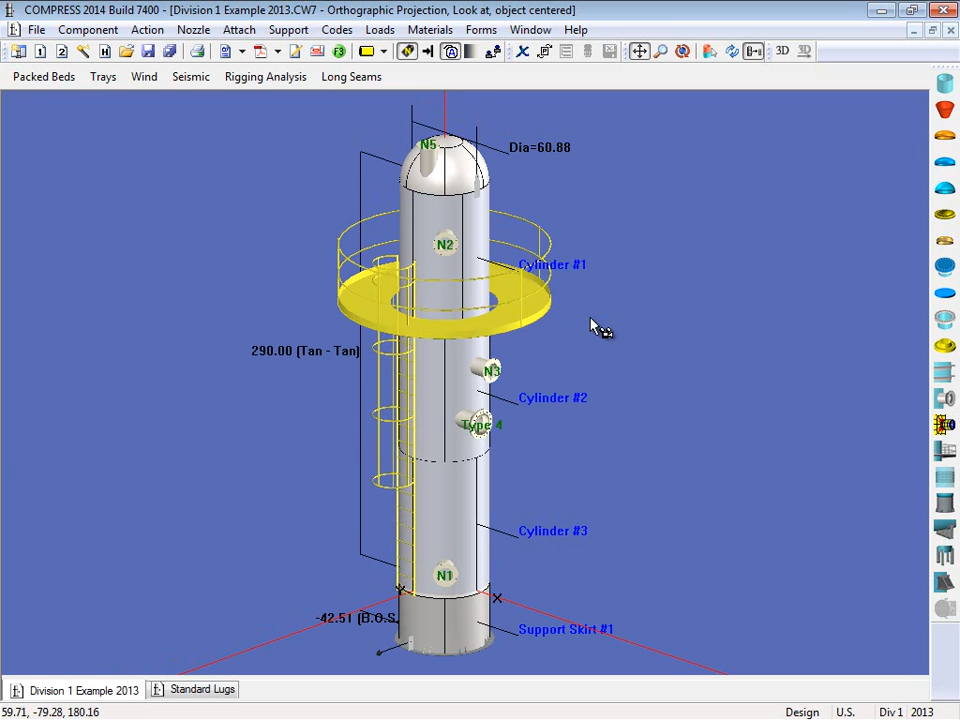 COMPRESS 2014 Build 7400 - [Division 1 Example 2013.CW7 - Orthographic Projection, Look at, object centered]
File Component Action Nozzle Attach Support Codes Loads Materials Forms Window Help
1 2 H F3 A 3D 3D
Packed Beds Trays Wind Seismic Rigging Analysis Long Seams
N5
Dia=60.88
N2
Cylinder #1
290.00 (Tan - Tan)
N3
Cylinder #2
Type 4
Cylinder #3
N1
Y
X
-42.51 (B.O.S.
Support Skirt #1
Division 1 Example 2013 Standard Lugs
59.71, -79.28, 180.16 Design U.S. Div 1 2013